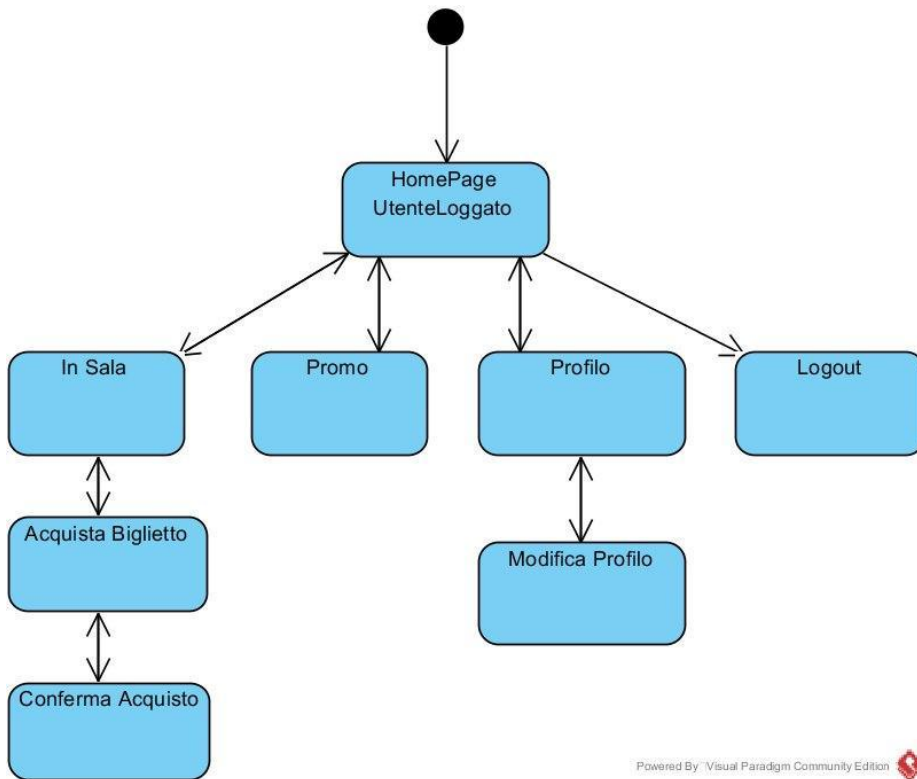 HomePage
UtenteLoggato
In Sala
Promo
Profilo
Logout
Acquista Biglietto
Modifica Profilo
Conferma Acquisto
Powered By Visual Paradigm Community Edition